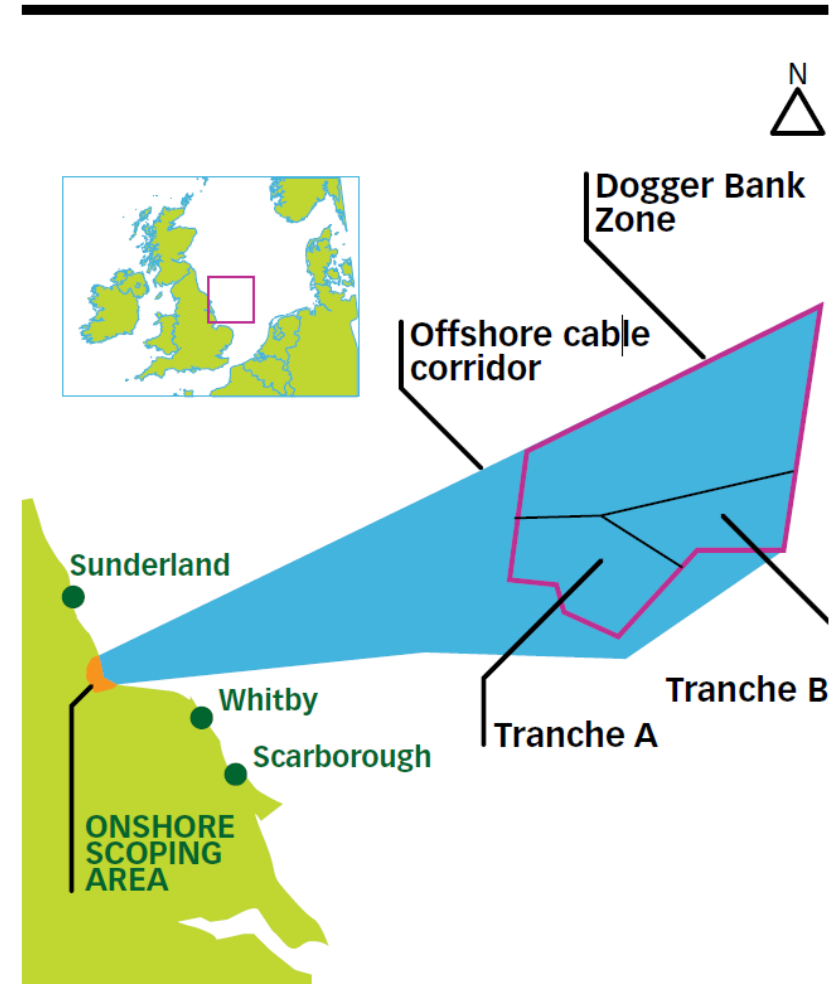 N
Dogger Bank
Zone
Offshore cable
corridor
Sunderland
Whitby
Tranche B
Tranche A
Scarborough
ONSHORE
SCOPING
AREA